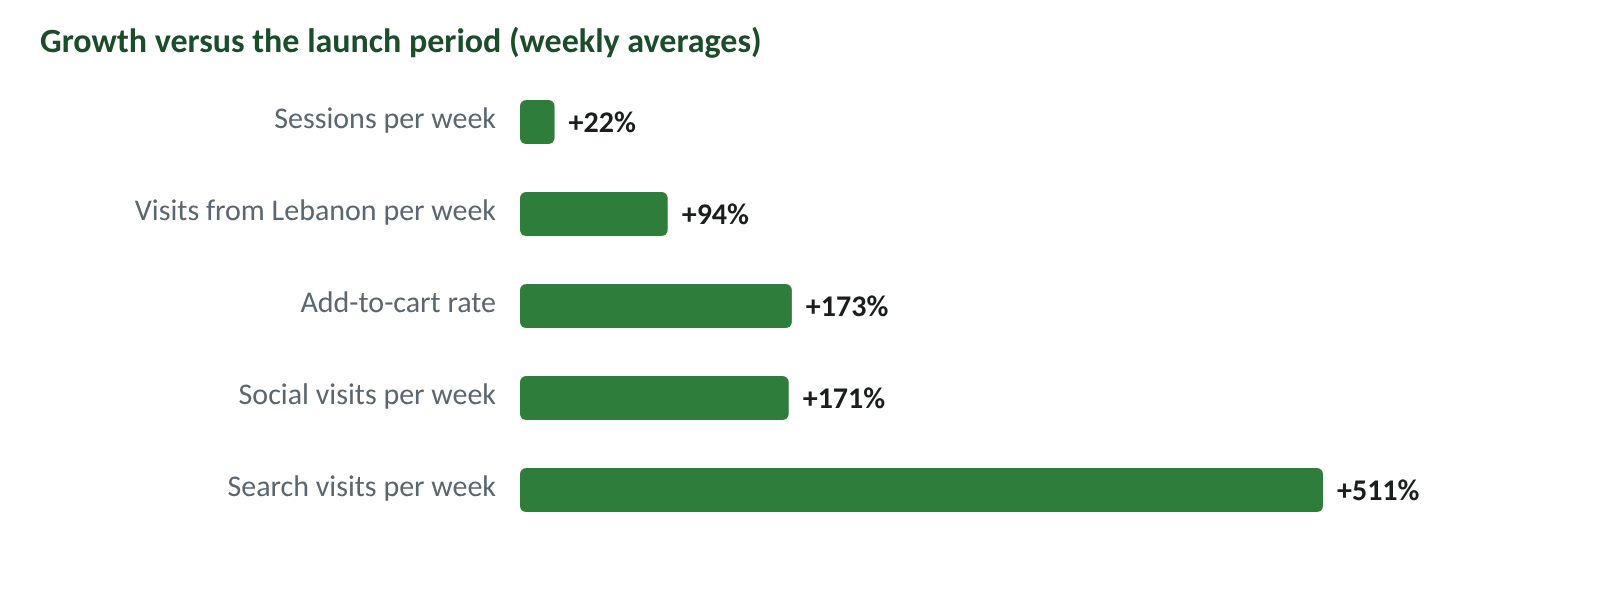 Growth versus the launch period (weekly averages)
Sessions per week +22%
Visits from Lebanon per week +94%
Add-to-cart rate +173%
Social visits per week +171%
Search visits per week +511%